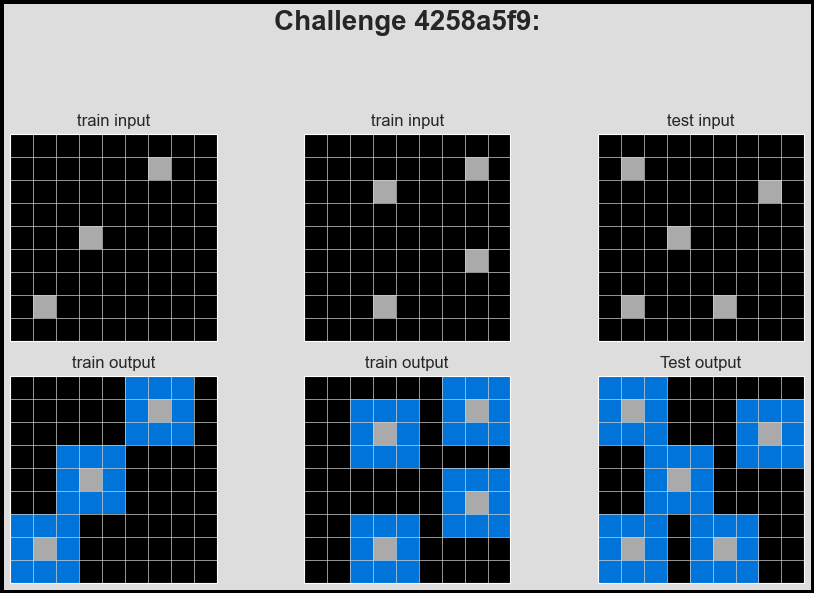 Challenge 4258a5f9:
train input
train input
test input
train output
train output
Test output